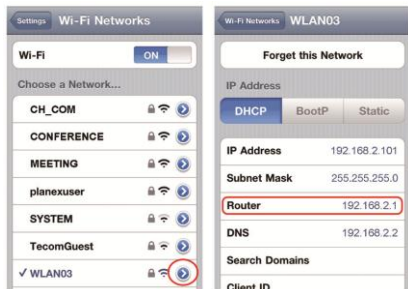 Settings
Wi-Fi Networks
Wi-Fi
ON
Choose a Network...
CH_COM
CONFERENCE
MEETING
planexuser
SYSTEM
TecomGuest
✓ WLAN03
Wi-Fi Networks
WLAN03
Forget this Network
IP Address
DHCP BootP Static
IP Address 192.168.2.101
Subnet Mask 255.255.255.0
Router 192.168.2.1
DNS 192.168.2.2
Search Domains
Client ID